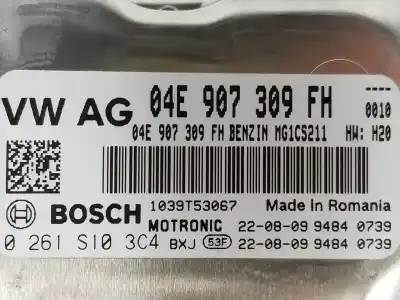 VW AG 04E 907 309 FH 0010
04E 907 309 FH BENZIN MG1CS211 HW: H20
BOSCH 1039T53067 Made in Romania
MOTRONIC 22-08-09 9484 0739
0 261 S10 3C4 BXJ 53F 22-08-09 9484 0739